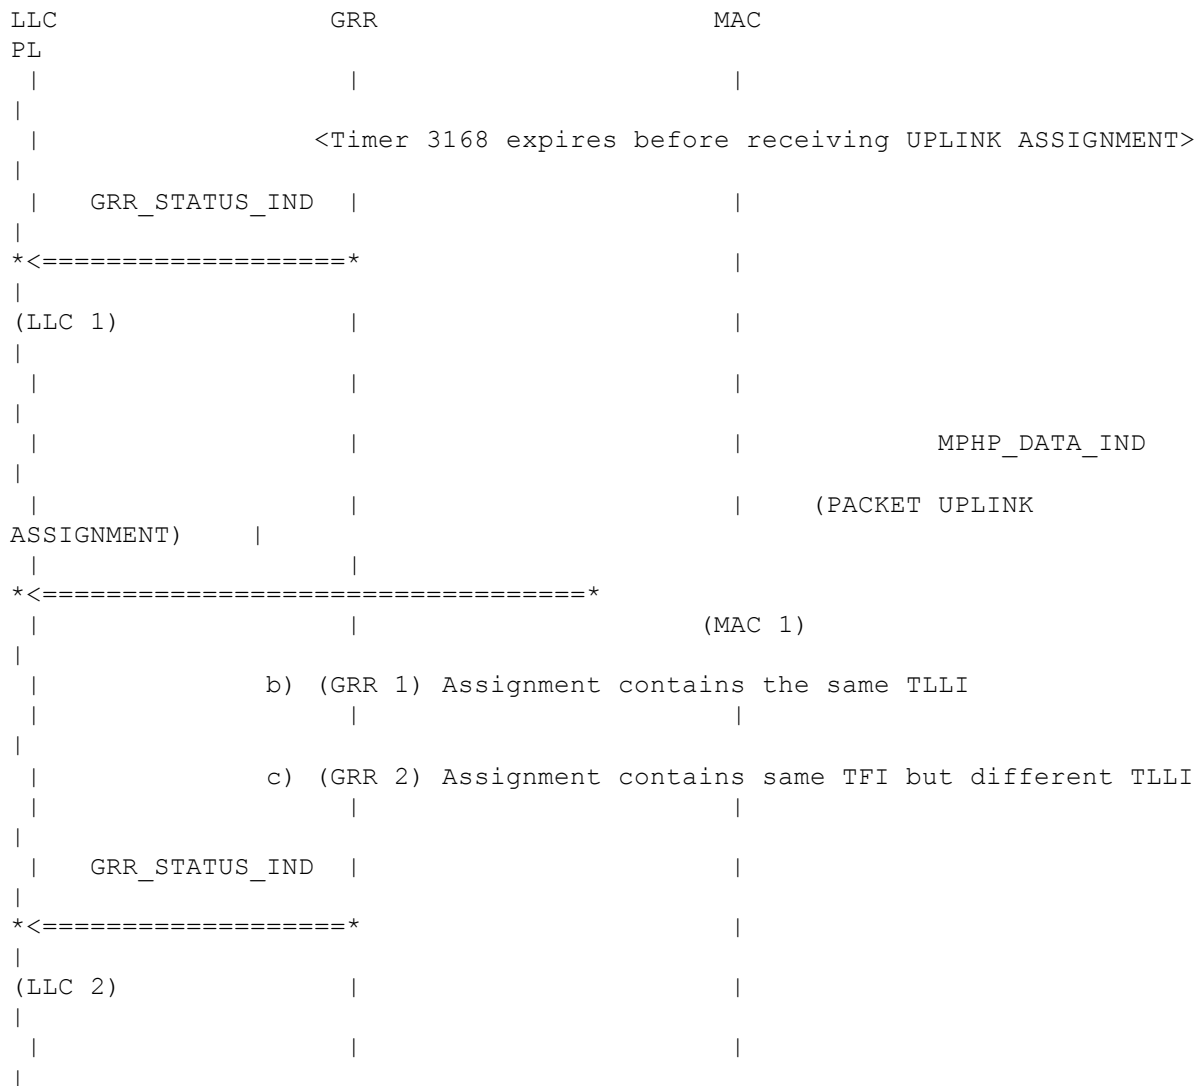 LLC                 GRR                     MAC
PL
 |                   |                       |
|
 |                 <Timer 3168 expires before receiving UPLINK ASSIGNMENT>
|
 |   GRR_STATUS_IND  |                       |
|
*<===================*                       |
|
(LLC 1)              |                       |
|
 |                   |                       |
|
 |                   |                       |            MPHP_DATA_IND
|
 |                   |                       |    (PACKET UPLINK
ASSIGNMENT)    |
 |                   |
*<==================================*
 |                   |                     (MAC 1)
|
 |              b) (GRR 1) Assignment contains the same TLLI
 |                   |                       |
|
 |              c) (GRR 2) Assignment contains same TFI but different TLLI
 |                   |                       |
|
 |   GRR_STATUS_IND  |                       |
|
*<===================*                       |
|
(LLC 2)              |                       |
|
 |                   |                       |
|